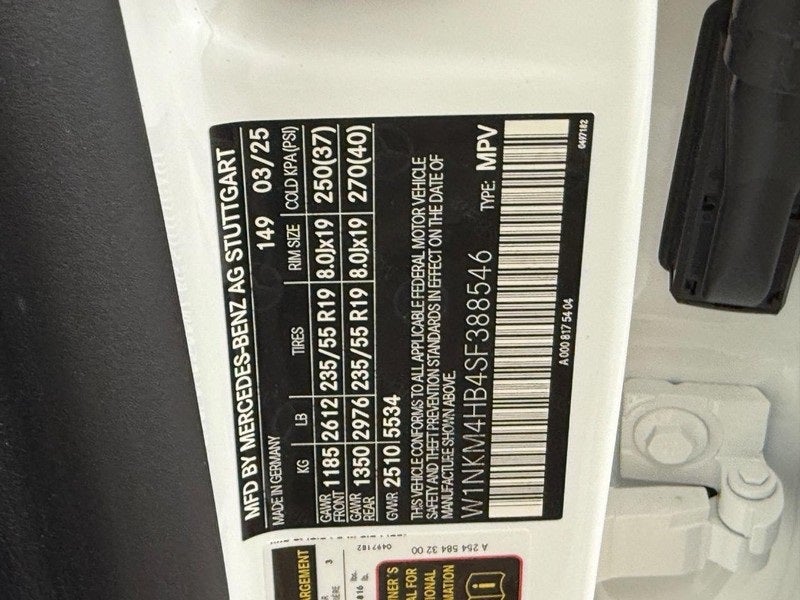 MFD BY MERCEDES-BENZ AG STUTTGART
MADE IN GERMANY 149 03/25
KG LB TIRES RIM SIZE COLD KPA (PSI)
GAWR FRONT 1185 2612 235/55 R19 8.0Jx19 250(37)
GAWR REAR 1350 2976 235/55 R19 8.0Jx19 270(40)
GVWR 2510 5534
THIS VEHICLE CONFORMS TO ALL APPLICABLE FEDERAL MOTOR VEHICLE
SAFETY AND THEFT PREVENTION STANDARDS IN EFFECT ON THE DATE OF
MANUFACTURE SHOWN ABOVE.
W1NKM4HB4SF388546 TYPE: MPV
A 000 817 54 04 0497182
0497182
A 254 584 32 00
3